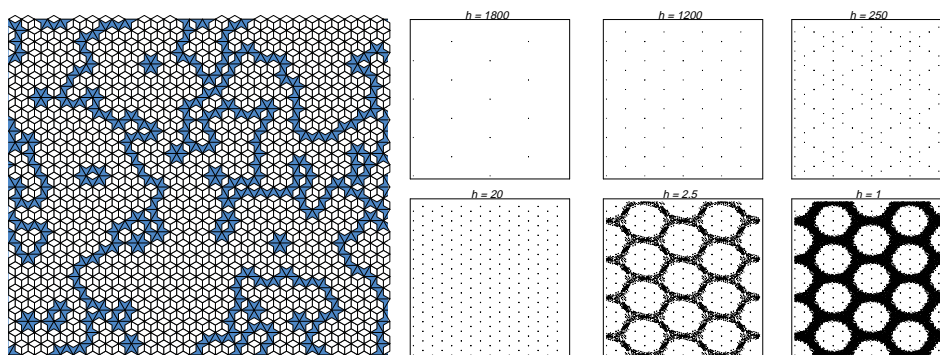 h = 1800
h = 1200
h = 250
h = 20
h = 2.5
h = 1